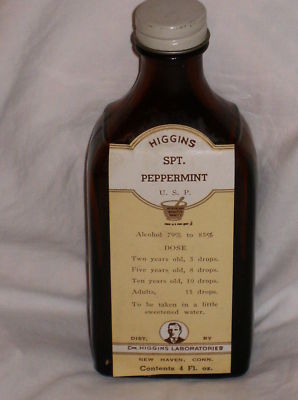 HIGGINS
SPT.
PEPPERMINT
U. S. P.
Alcohol 79% to 85%
DOSE
Two years old, 5 drops.
Five years old, 8 drops.
Ten years old, 10 drops.
Adults, 15 drops.
To be taken in a little
sweetened water.
DIST. BY
DR. HIGGINS LABORATORIES
NEW HAVEN, CONN.
Contents 4 Fl. oz.